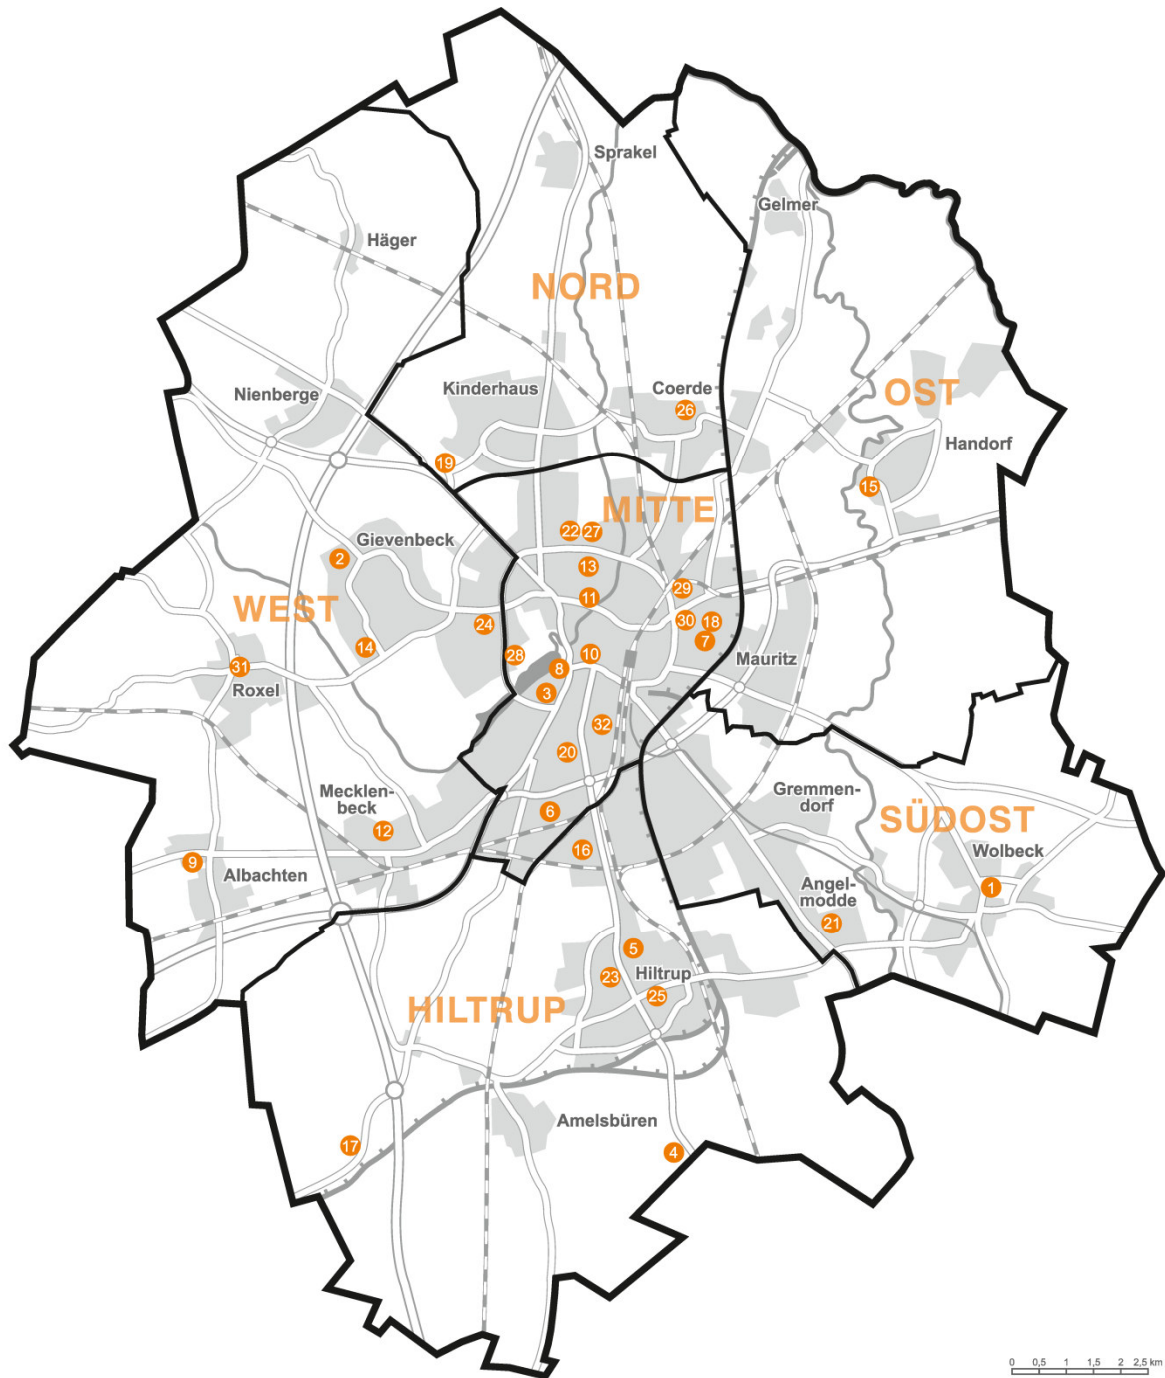 Sprakel
Gelmer
Häger
NORD
Nienberge
Kinderhaus
Coerde
26
OST
Handorf
19
15
MITTE
22 27
Gievenbeck
2
13
29
WEST
11
24
30 18
7
14
28
10
Mauritz
31
8
Roxel
3
32
20
Mecklen-
beck
Gremmen-
dorf
6
SÜDOST
12
16
Wolbeck
9
Albachten
1
Angel-
modde
21
5
23
Hiltrup
25
HILTRUP
Amelsbüren
17
4
0 0,5 1 1,5 2 2,5 km